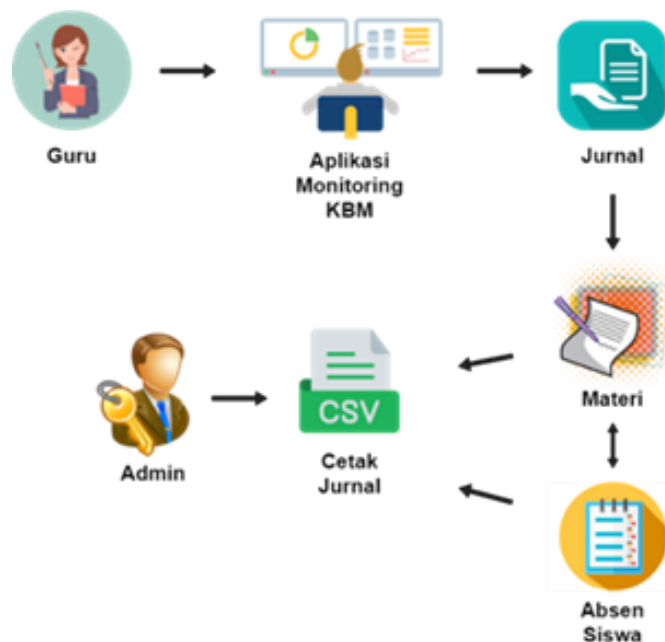 Guru
Aplikasi
Monitoring
KBM
Jurnal
Materi
Admin
CSV
Cetak
Jurnal
Absen
Siswa